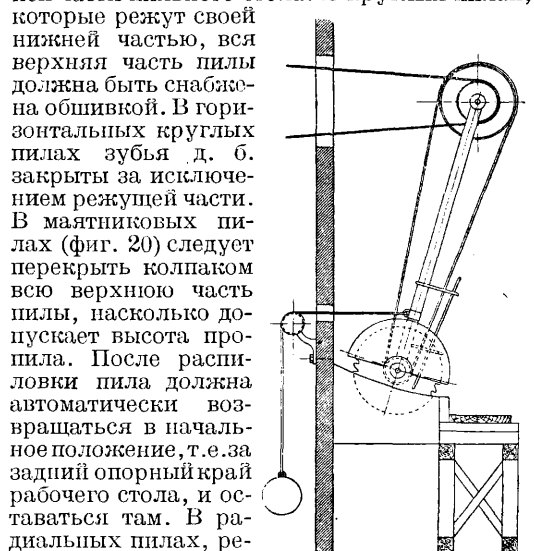 которые режут своей
нижней частью, вся
верхняя часть пилы
должна быть снабже-
на обшивкой. В гори-
зонтальных круглых
пилах зубья д. б.
закрыты за исключе-
нием режущей части.
В маятниковых пи-
лах (фиг. 20) следует
перекрыть колпаком
всю верхнюю часть
пилы, насколько до-
пускает высота про-
пила. После распи-
ловки пила должна
автоматически воз-
вращаться в началь-
ное положение, т. е. за
задний опорный край
рабочего стола, и ос-
таваться там. В ра-
диальных пилах, ре-